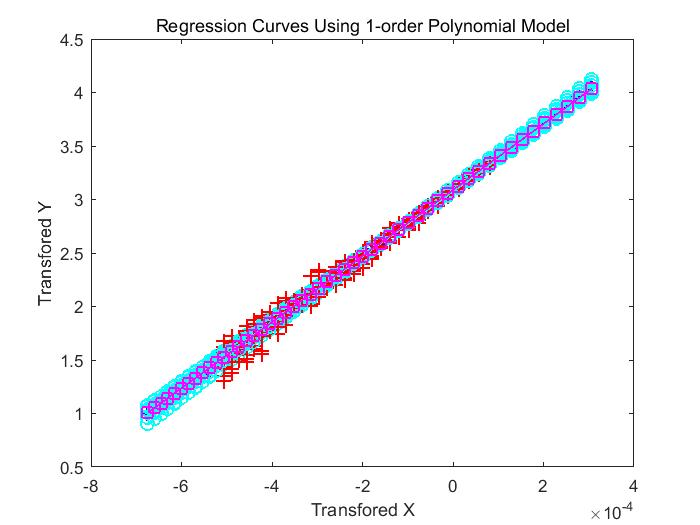 Regression Curves Using 1-order Polynomial Model
4.5
4
3.5
3
2.5
2
1.5
1
0.5
Transfored Y
-8 -6 -4 -2 0 2 4
Transfored X
×10^-4